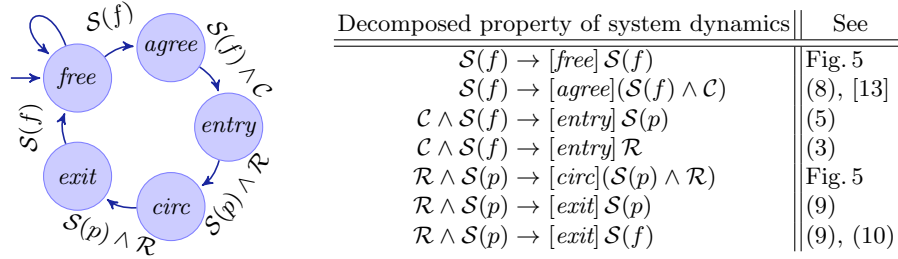 S(f)
agree
S(f) ∧ C
free
entry
S(f)
exit
circ
S(p) ∧ R
S(p) ∧ R
Decomposed property of system dynamics See
S(f) → [free] S(f) Fig. 5
S(f) → [agree](S(f) ∧ C) (8), [13]
C ∧ S(f) → [entry] S(p) (5)
C ∧ S(f) → [entry] R (3)
R ∧ S(p) → [circ](S(p) ∧ R) Fig. 5
R ∧ S(p) → [exit] S(p) (9)
R ∧ S(p) → [exit] S(f) (9), (10)